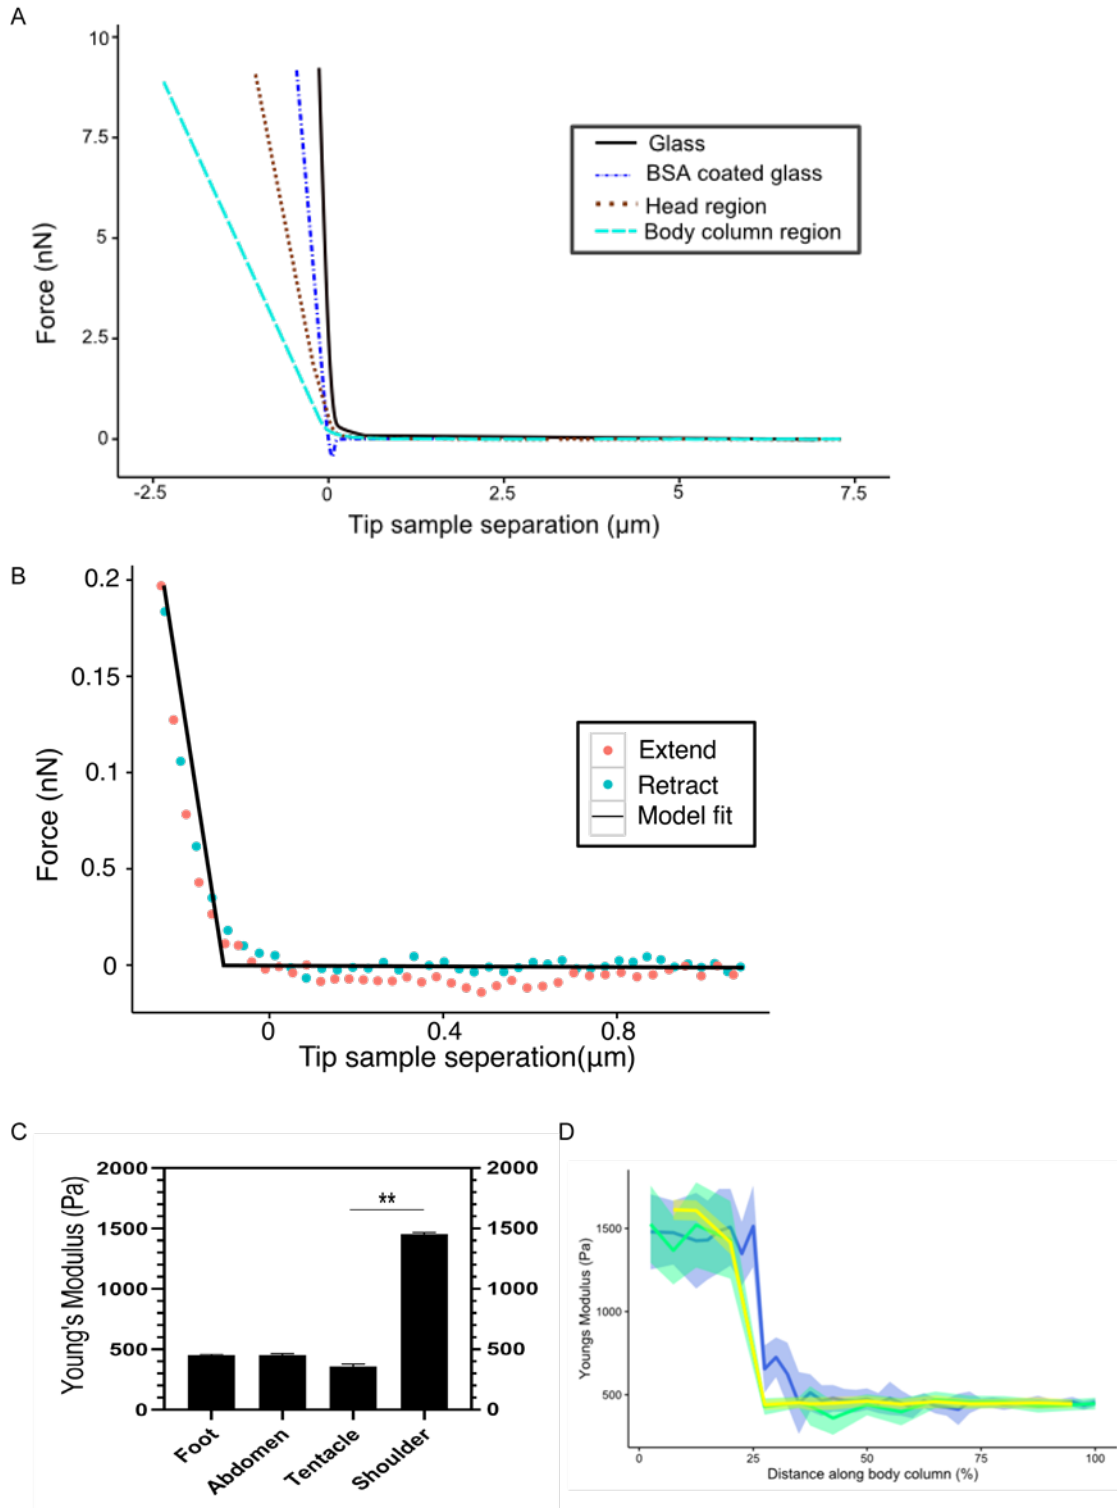 A
10
7.5
5
2.5
0
Force (nN)
-2.5
0
2.5
5
7.5
Tip sample separation (µm)
Glass
BSA coated glass
Head region
Body column region
B
0.2
0.15
0.1
0.5
0
Force (nN)
0
0.4
0.8
Tip sample seperation(µm)
Extend
Retract
Model fit
C
2000
1500
1000
500
0
Young's Modulus (Pa)
**
2000
1500
1000
500
0
Foot
Abdomen
Tentacle
Shoulder
D
1500
1000
500
Youngs Modulus (Pa)
0
25
50
75
100
Distance along body column (%)